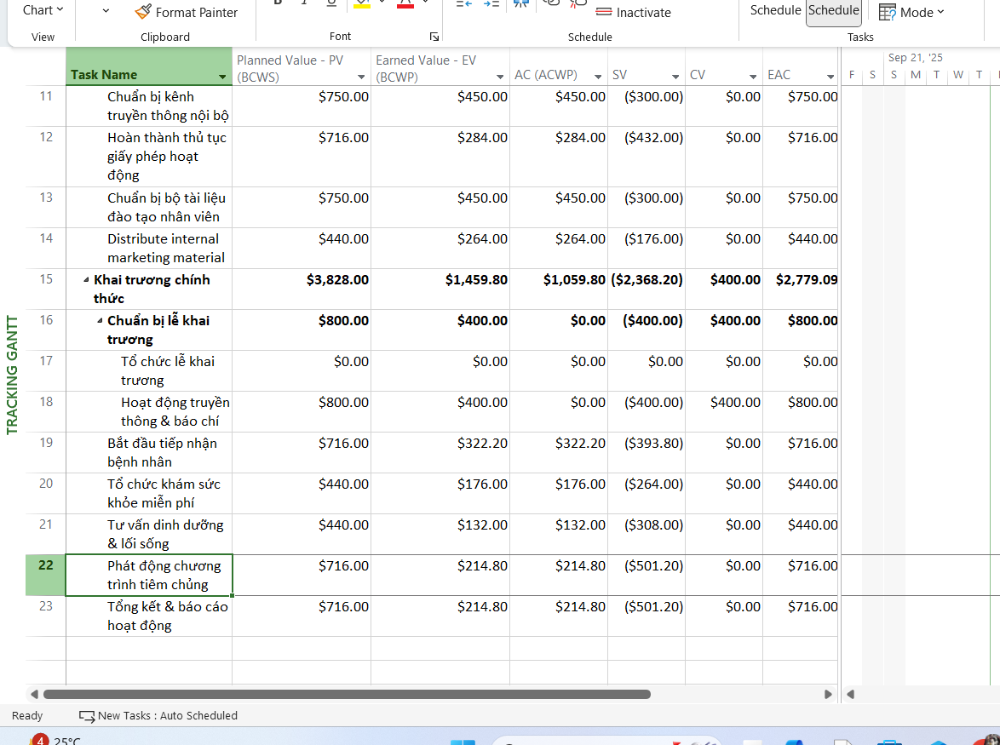 Chart
Format Painter
Inactivate
Schedule
Schedule
Mode
View
Clipboard
Font
Schedule
Tasks
TRACKING GANTT
Task Name
Planned Value - PV (BCWS)
Earned Value - EV (BCWP)
AC (ACWP)
SV
CV
EAC
Sep 21, '25
F S S M T W T
11 Chuẩn bị kênh $750.00 $450.00 $450.00 ($300.00) $0.00 $750.00
truyền thông nội bộ
12 Hoàn thành thủ tục $716.00 $284.00 $284.00 ($432.00) $0.00 $716.00
giấy phép hoạt
động
13 Chuẩn bị bộ tài liệu $750.00 $450.00 $450.00 ($300.00) $0.00 $750.00
đào tạo nhân viên
14 Distribute internal $440.00 $264.00 $264.00 ($176.00) $0.00 $440.00
marketing material
15 Khai trương chính $3,828.00 $1,459.80 $1,059.80 ($2,368.20) $400.00 $2,779.09
thức
16 Chuẩn bị lễ khai $800.00 $400.00 $0.00 ($400.00) $400.00 $800.00
trương
17 Tổ chức lễ khai $0.00 $0.00 $0.00 $0.00 $0.00 $0.00
trương
18 Hoạt động truyền $800.00 $400.00 $0.00 ($400.00) $400.00 $800.00
thông & báo chí
19 Bắt đầu tiếp nhận $716.00 $322.20 $322.20 ($393.80) $0.00 $716.00
bệnh nhân
20 Tổ chức khám sức $440.00 $176.00 $176.00 ($264.00) $0.00 $440.00
khỏe miễn phí
21 Tư vấn dinh dưỡng $440.00 $132.00 $132.00 ($308.00) $0.00 $440.00
& lối sống
22 Phát động chương $716.00 $214.80 $214.80 ($501.20) $0.00 $716.00
trình tiêm chủng
23 Tổng kết & báo cáo $716.00 $214.80 $214.80 ($501.20) $0.00 $716.00
hoạt động
Ready
New Tasks : Auto Scheduled
4
25°C